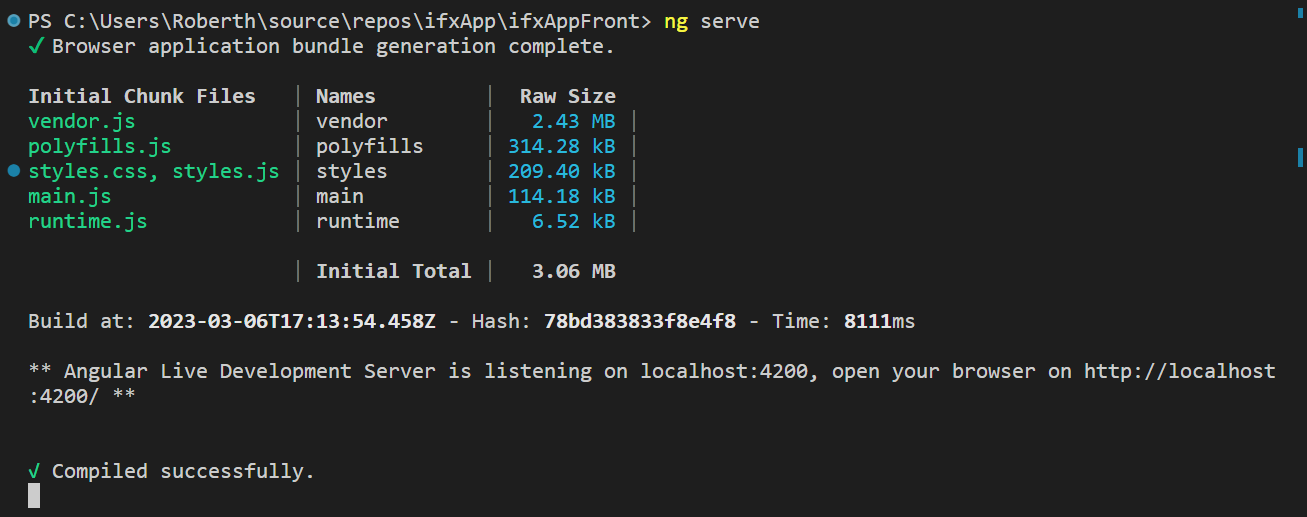 PS C:\Users\Roberth\source\repos\ifxApp\ifxAppFront> ng serve
✓ Browser application bundle generation complete.
Initial Chunk Files | Names | Raw Size
vendor.js | vendor | 2.43 MB |
polyfills.js | polyfills | 314.28 kB |
styles.css, styles.js | styles | 209.40 kB |
main.js | main | 114.18 kB |
runtime.js | runtime | 6.52 kB |
| Initial Total | 3.06 MB
Build at: 2023-03-06T17:13:54.458Z - Hash: 78bd383833f8e4f8 - Time: 8111ms
** Angular Live Development Server is listening on localhost:4200, open your browser on http://localhost
:4200/ **
√ Compiled successfully.